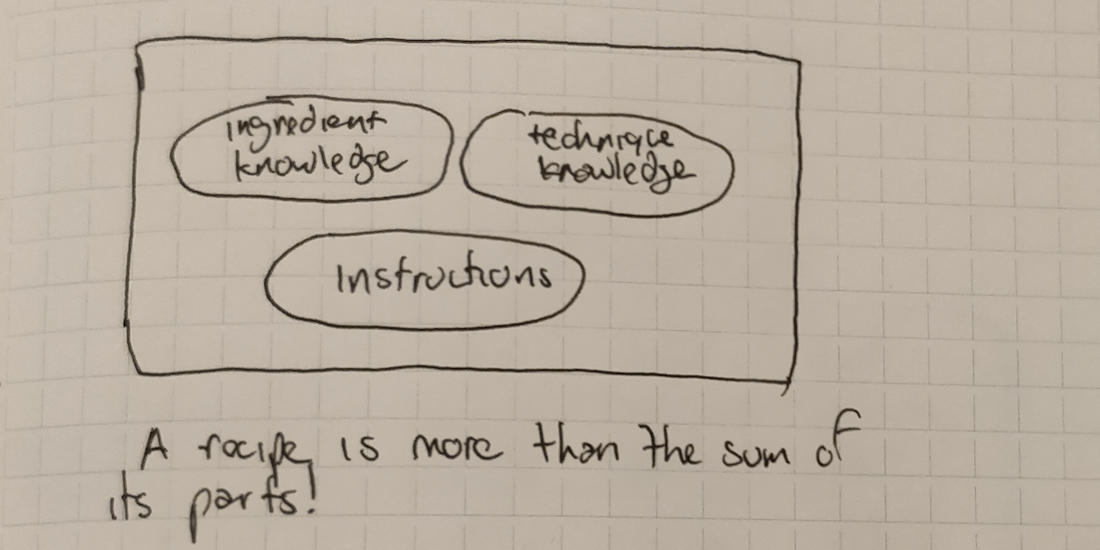 ingredient
knowledge
technique
knowledge
Instructions
A recipe is more than the sum of
its parts!